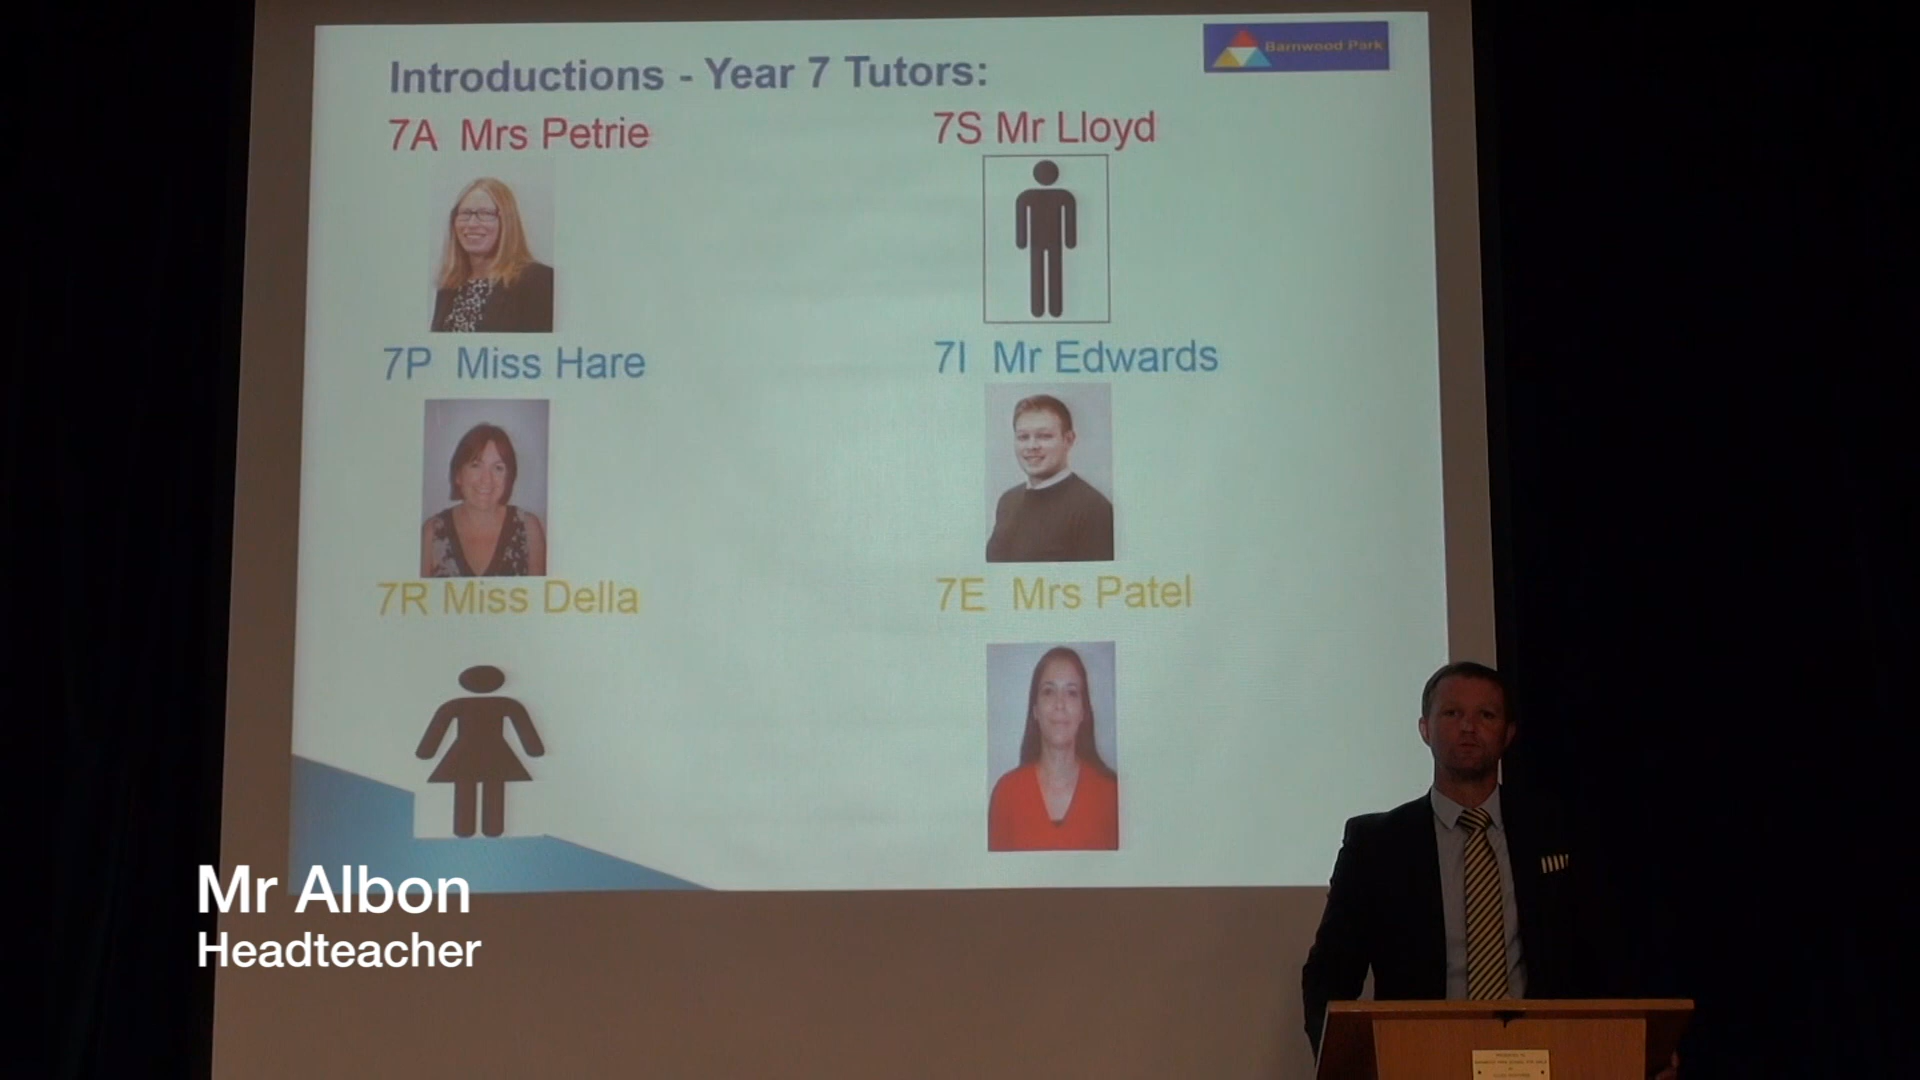 Introductions - Year 7 Tutors:
Barnwood Park
7A Mrs Petrie
7S Mr Lloyd
7P Miss Hare
7I Mr Edwards
7R Miss Della
7E Mrs Patel
Mr Albon
Headteacher